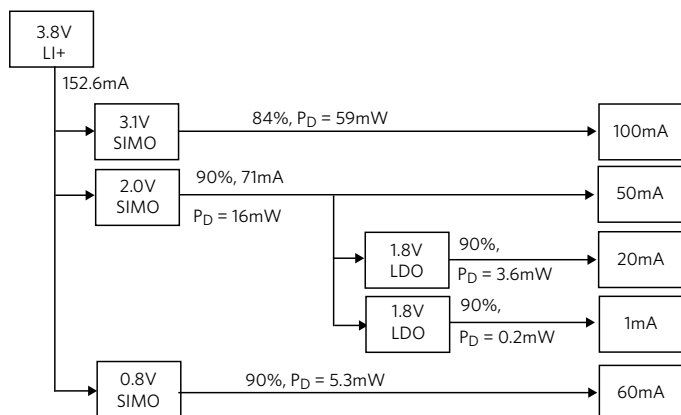 3.8V
LI+
152.6mA
3.1V
SIMO
84%, PD = 59mW
100mA
2.0V
SIMO
90%, 71mA
PD = 16mW
50mA
1.8V
LDO
90%,
PD = 3.6mW
20mA
1.8V
LDO
90%,
PD = 0.2mW
1mA
0.8V
SIMO
90%, PD = 5.3mW
60mA